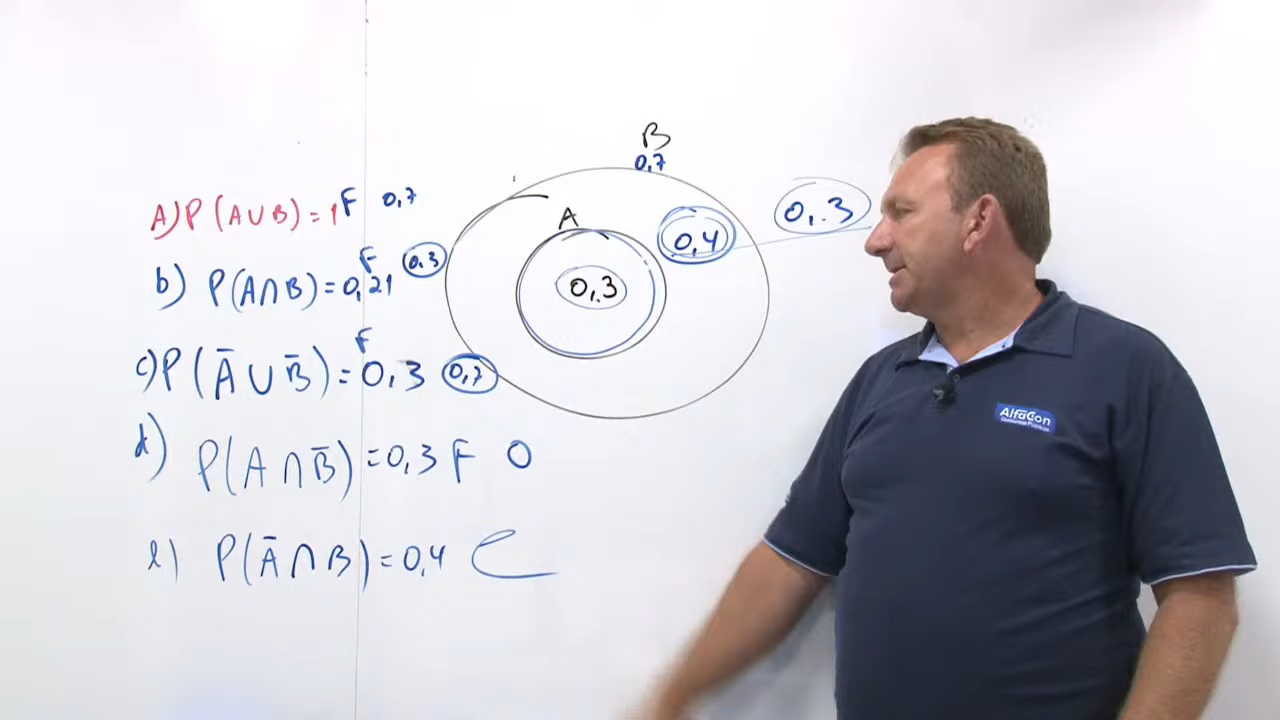 A) P (A ∪ B) = 1 F 0,7
b) P(A ∩ B) = 0,21 F 0.3
c) P (Ā ∪ B̄) = 0,3 F 0,7
d) P(A ∩ B̄) = 0,3 F 0
e) P(Ā ∩ B) = 0,4 C
B
0,7
A
0,4
0,3
0,3
AlfaCon